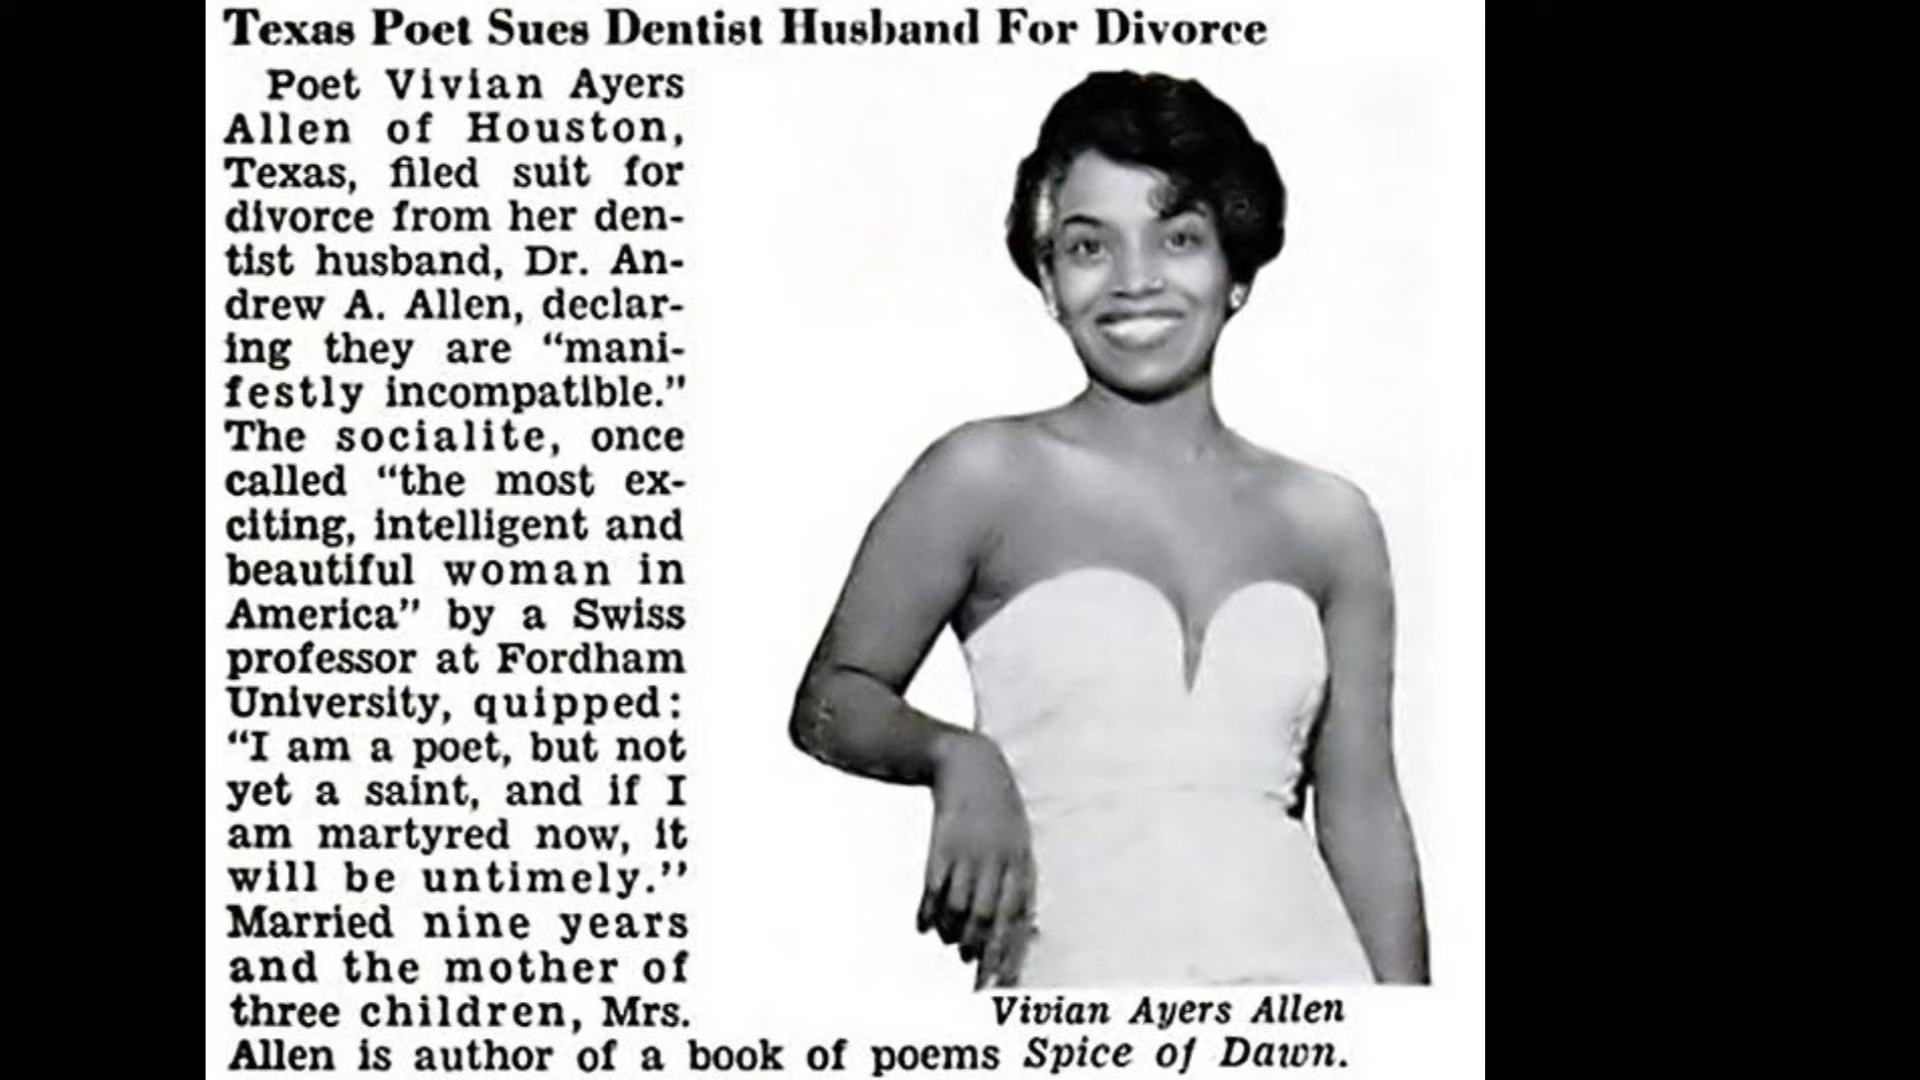 Texas Poet Sues Dentist Husband For Divorce
Poet Vivian Ayers
Allen of Houston,
Texas, filed suit for
divorce from her den-
tist husband, Dr. An-
drew A. Allen, declar-
ing they are “mani-
festly incompatible.”
The socialite, once
called “the most ex-
citing, intelligent and
beautiful woman in
America” by a Swiss
professor at Fordham
University, quipped:
“I am a poet, but not
yet a saint, and if I
am martyred now, it
will be untimely.”
Married nine years
and the mother of
three children, Mrs.
Allen is author of a book of poems Spice of Dawn.
Vivian Ayers Allen